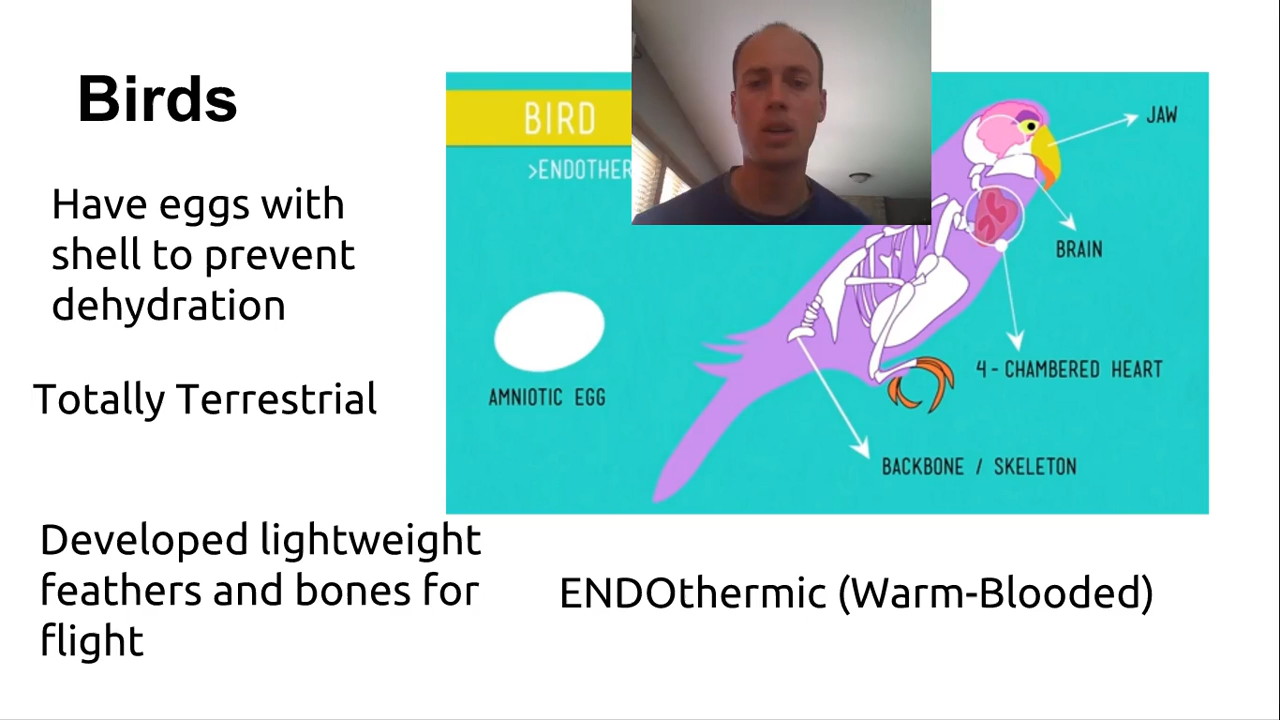 Birds
Have eggs with
shell to prevent
dehydration
Totally Terrestrial
Developed lightweight
feathers and bones for
flight
BIRD
>ENDOTHER
AMNIOTIC EGG
JAW
BRAIN
4-CHAMBERED HEART
BACKBONE / SKELETON
ENDOthermic (Warm-Blooded)